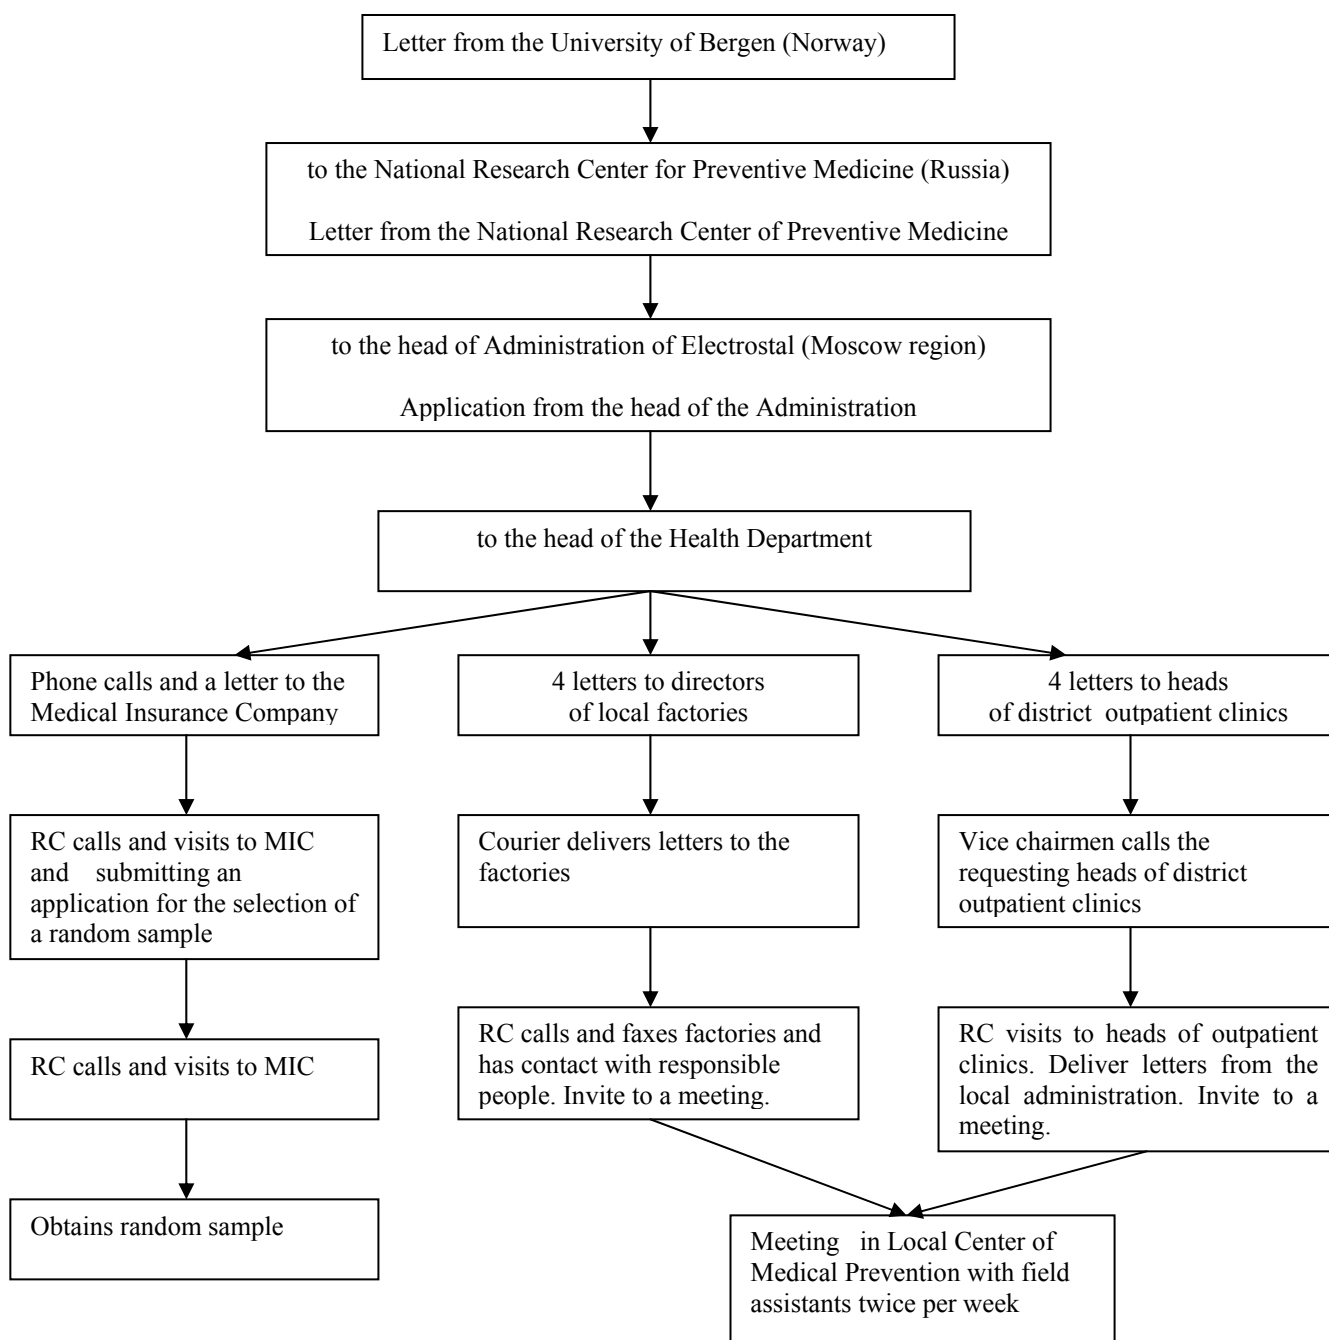 Letter from the University of Bergen (Norway)
to the National Research Center for Preventive Medicine (Russia)
Letter from the National Research Center of Preventive Medicine
to the head of Administration of Electrostal (Moscow region)
Application from the head of the Administration
to the head of the Health Department
Phone calls and a letter to the
Medical Insurance Company
4 letters to directors
of local factories
4 letters to heads
of district outpatient clinics
RC calls and visits to MIC
and submitting an
application for the selection of
a random sample
Courier delivers letters to the
factories
Vice chairmen calls the
requesting heads of district
outpatient clinics
RC calls and visits to MIC
RC calls and faxes factories and
has contact with responsible
people. Invite to a meeting.
RC visits to heads of outpatient
clinics. Deliver letters from the
local administration. Invite to a
meeting.
Obtains random sample
Meeting in Local Center of
Medical Prevention with field
assistants twice per week